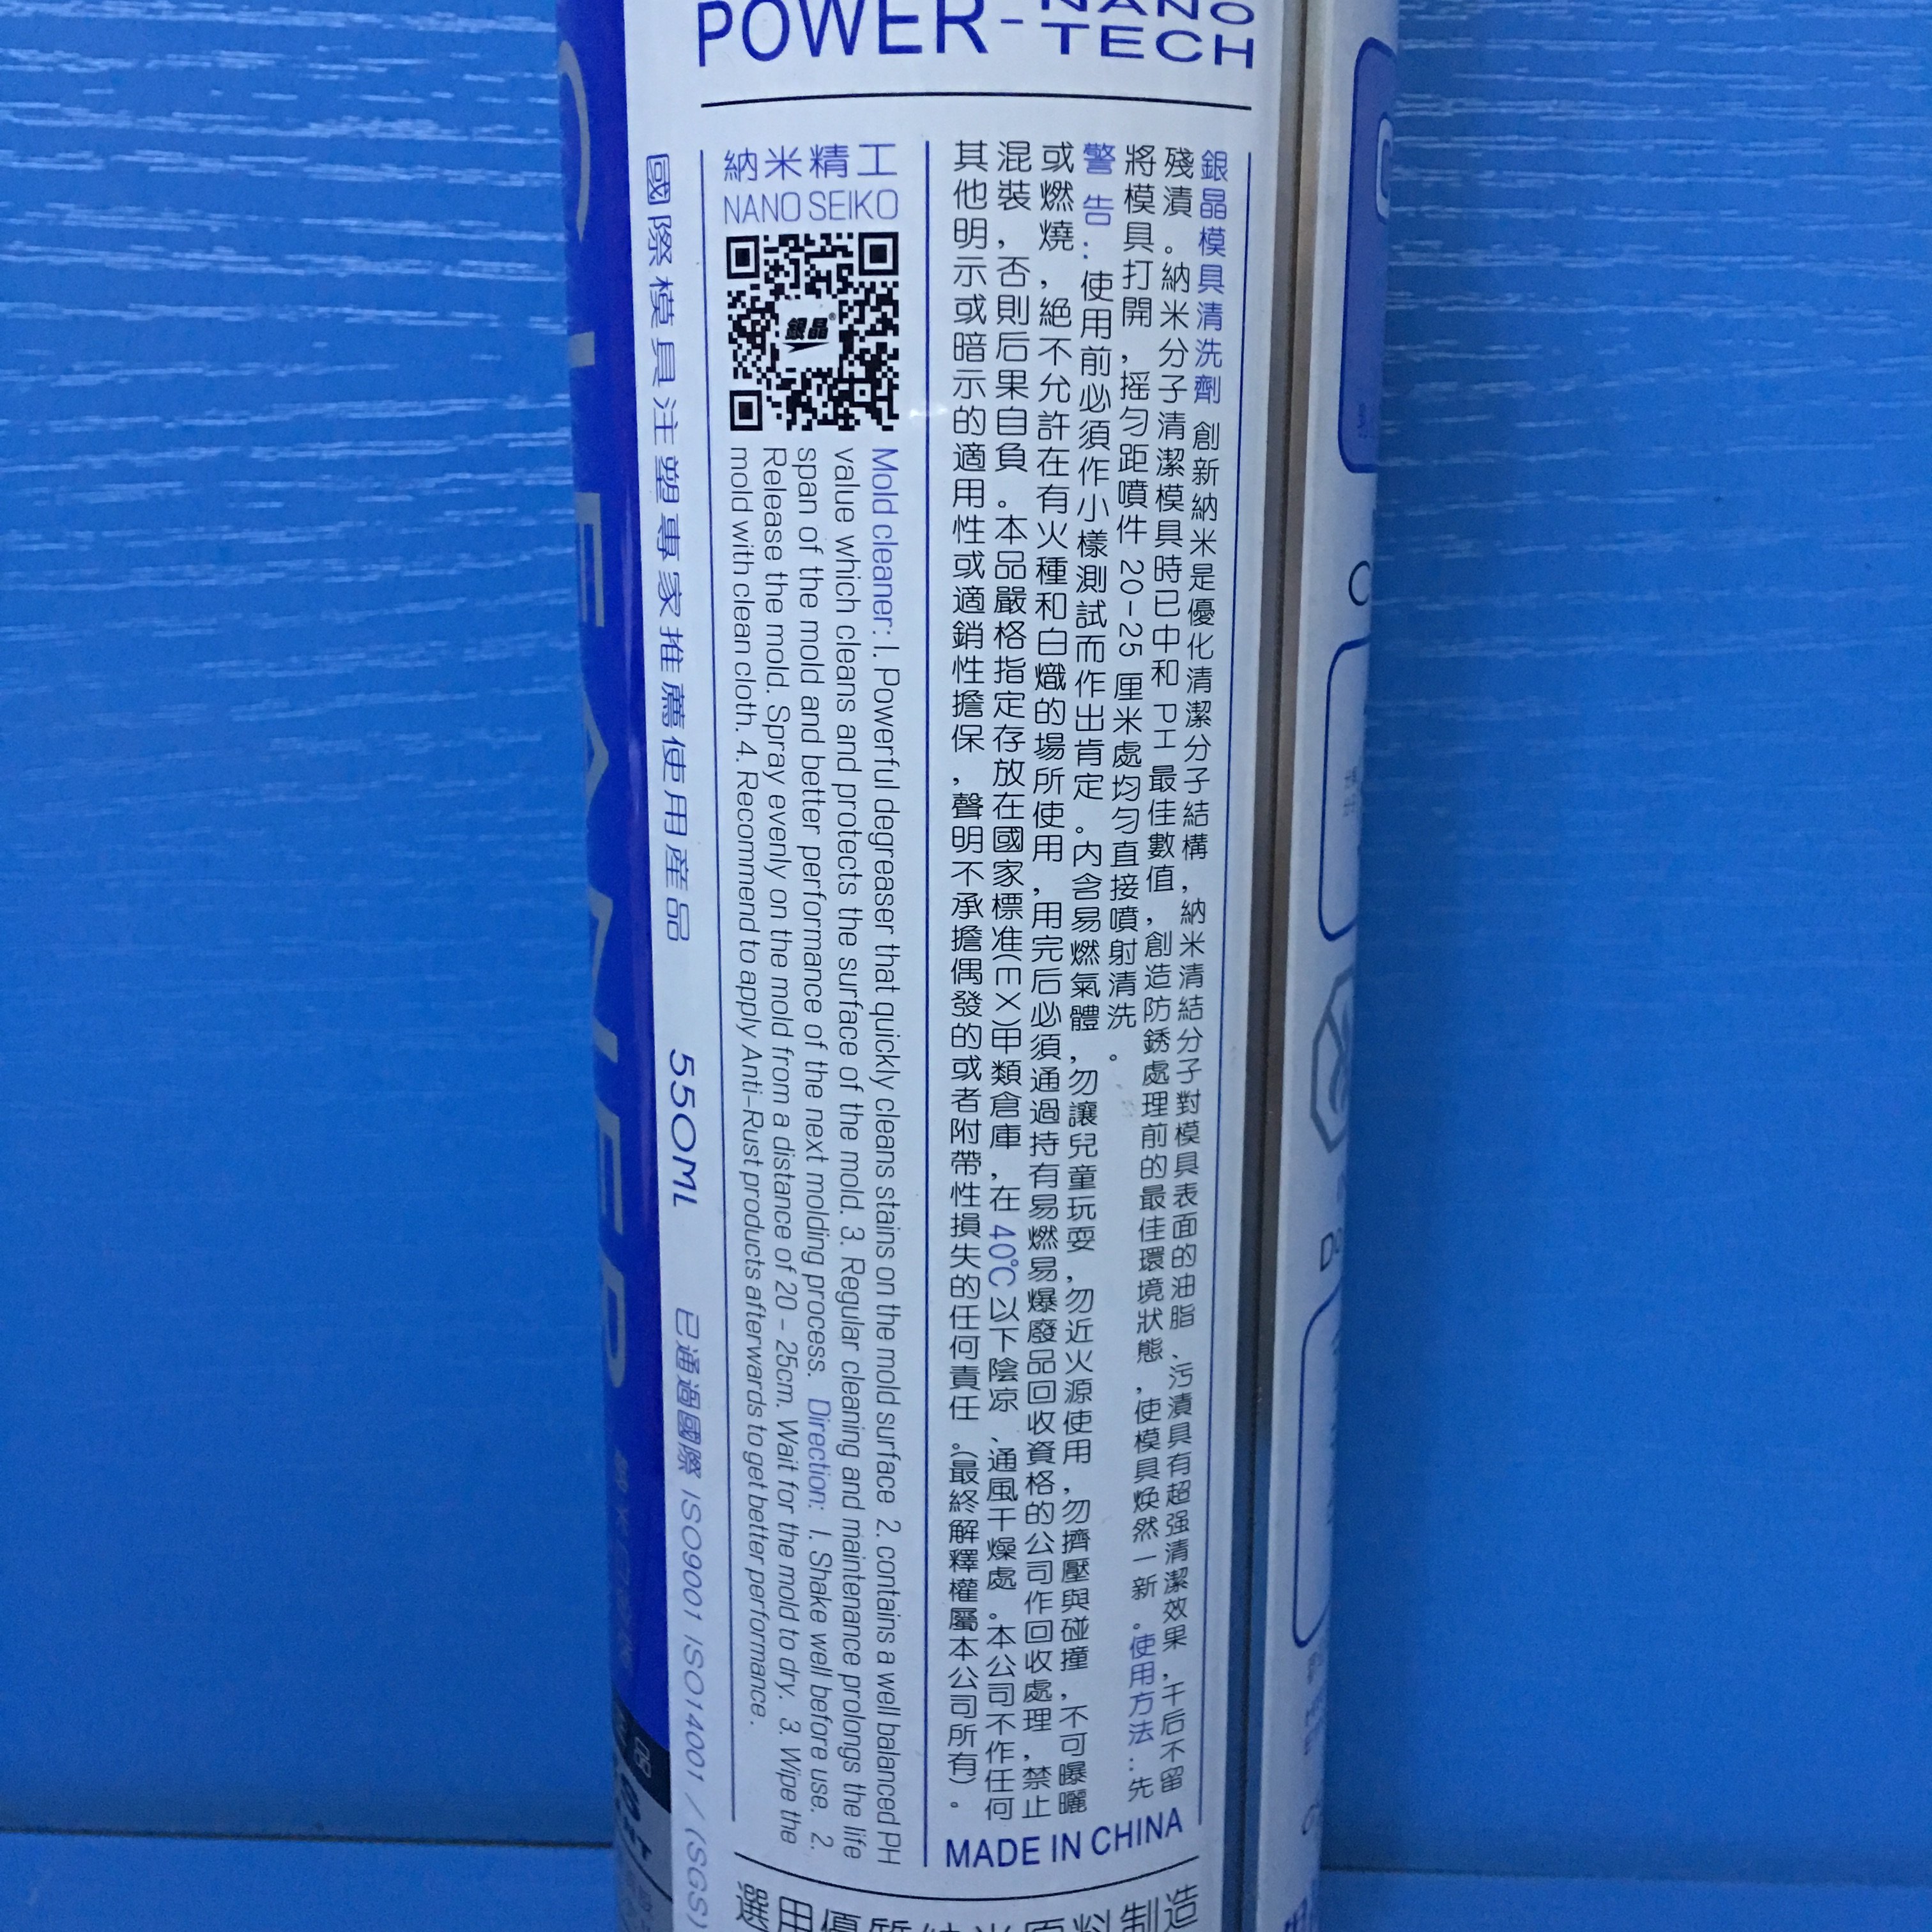 POWER-NANO TECH
銀晶模具清洗劑 創新納米是優化清潔分子結構，納米清結分子對模具表面的油脂、污漬具有超强清潔效果，干后不留
殘漬。納米分子清潔模具時已中和 PH 最佳數值，創造防銹處理前的最佳環境狀態，使模具焕然一新。使用方法：先
將模具打開，摇匀距噴件 20-25 厘米處均匀直接噴射清洗。
警告：使用前必須作小樣測試而作出肯定。内含易燃氣體，勿讓兒童玩耍，勿近火源使用，勿擠壓與碰撞，不可曝曬
或燃燒，絶不允許在有火種和白熾的場所使用，用完后必須通過持有易燃易爆廢品回收資格的公司作回收處理，禁止
混裝，否則后果自負。本品嚴格指定存放在國家標准(EX)甲類倉庫，在 40℃以下陰凉、通風干燥處。本公司不作任何
其他明示或暗示的適用性或適銷性擔保，聲明不承擔偶發的或者附帶性損失的任何責任。(最終解釋權屬本公司所有)。
MADE IN CHINA
納米精工
NANO SEIKO
銀晶®
Mold cleaner: 1. Powerful degreaser that quickly cleans stains on the mold surface 2. contains a well balanced PH
value which cleans and protects the surface of the mold. 3. Regular cleaning and maintenance prolongs the life
span of the mold and better performance of the next molding process. Direction: 1. Shake well before use. 2.
Release the mold. Spray evenly on the mold from a distance of 20 - 25cm. Wait for the mold to dry. 3. Wipe the
mold with clean cloth. 4. Recommend to apply Anti-Rust products afterwards to get better performance.
國際模具注塑專家推薦使用産品 550ML 已通過國際 ISO9001 ISO14001 / (SGS)
CLEANER
選用優質納米原料制造